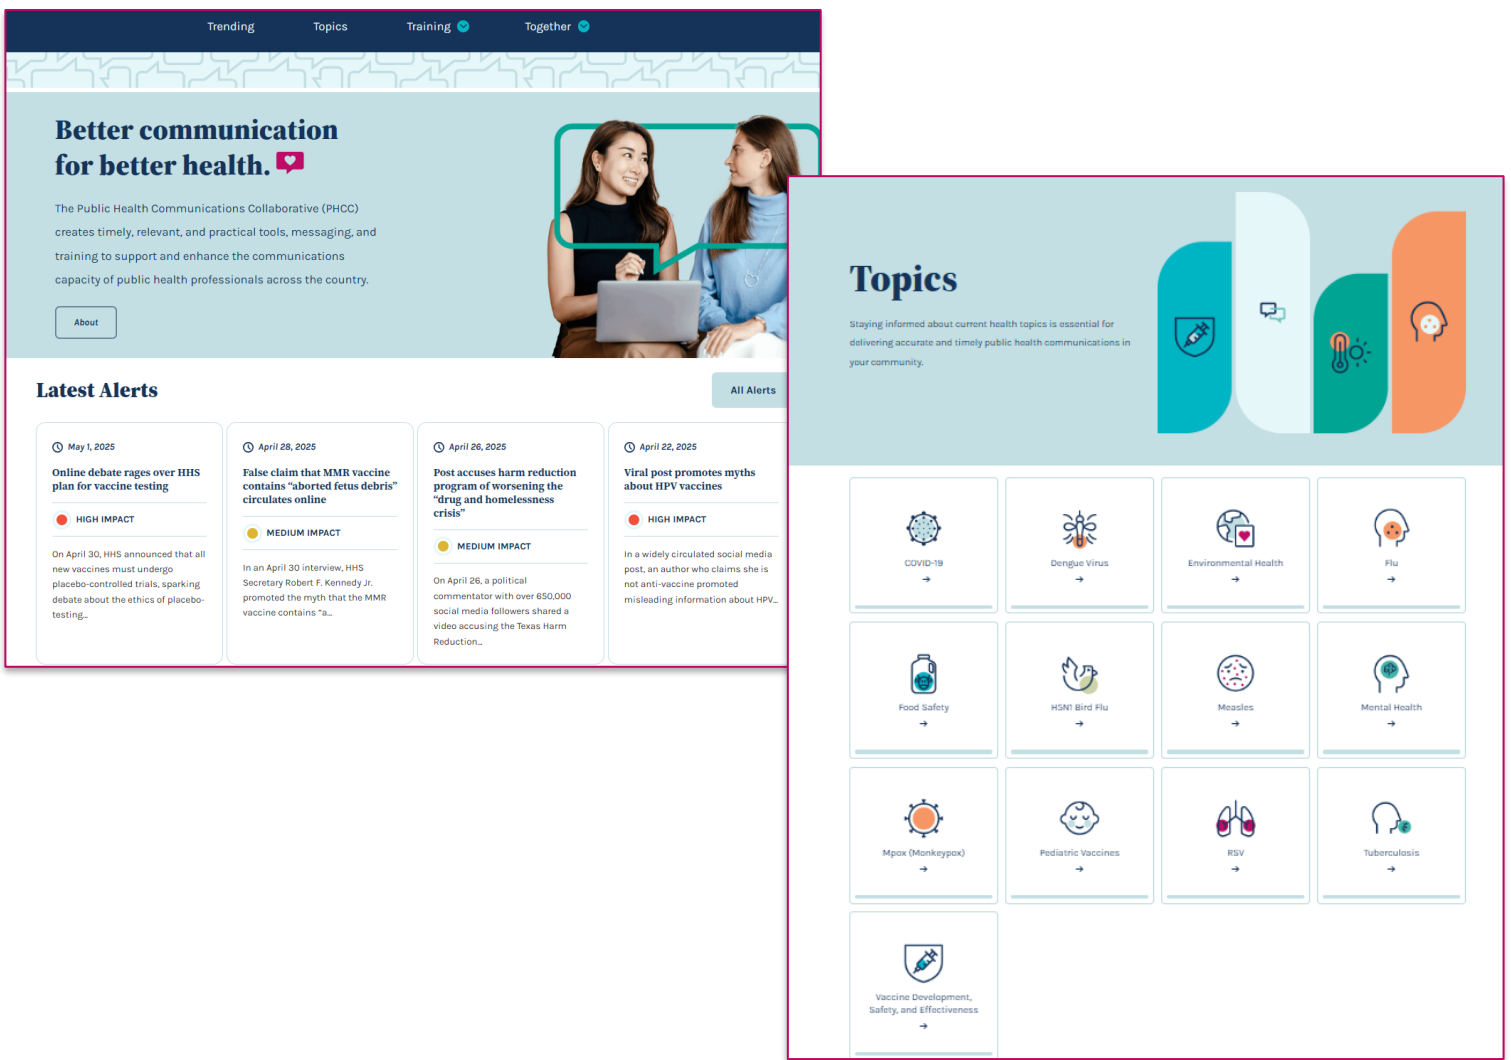 Trending
Topics
Training
Together
Better communication
for better health.
The Public Health Communications Collaborative (PHCC)
creates timely, relevant, and practical tools, messaging, and
training to support and enhance the communications
capacity of public health professionals across the country.
About
Latest Alerts
All Alerts
May 1, 2025
Online debate rages over HHS
plan for vaccine testing
HIGH IMPACT
On April 30, HHS announced that all
new vaccines must undergo
placebo-controlled trials, sparking
debate about the ethics of placebo-
testing...
April 28, 2025
False claim that MMR vaccine
contains “aborted fetus debris”
circulates online
MEDIUM IMPACT
In an April 30 interview, HHS
Secretary Robert F. Kennedy Jr.
promoted the myth that the MMR
vaccine contains “a...
April 26, 2025
Post accuses harm reduction
program of worsening the
“drug and homelessness
crisis”
MEDIUM IMPACT
On April 26, a political
commentator with over 650,000
social media followers shared a
video accusing the Texas Harm
Reduction...
April 22, 2025
Viral post promotes myths
about HPV vaccines
HIGH IMPACT
In a widely circulated social media
post, an author who claims she is
not anti-vaccine promoted
misleading information about HPV...
Topics
Staying informed about current health topics is essential for
delivering accurate and timely public health communications in
your community.
COVID-19
Dengue Virus
Environmental Health
Flu
Food Safety
H5N1 Bird Flu
Measles
Mental Health
Mpox (Monkeypox)
Pediatric Vaccines
RSV
Tuberculosis
Vaccine Development,
Safety, and Effectiveness